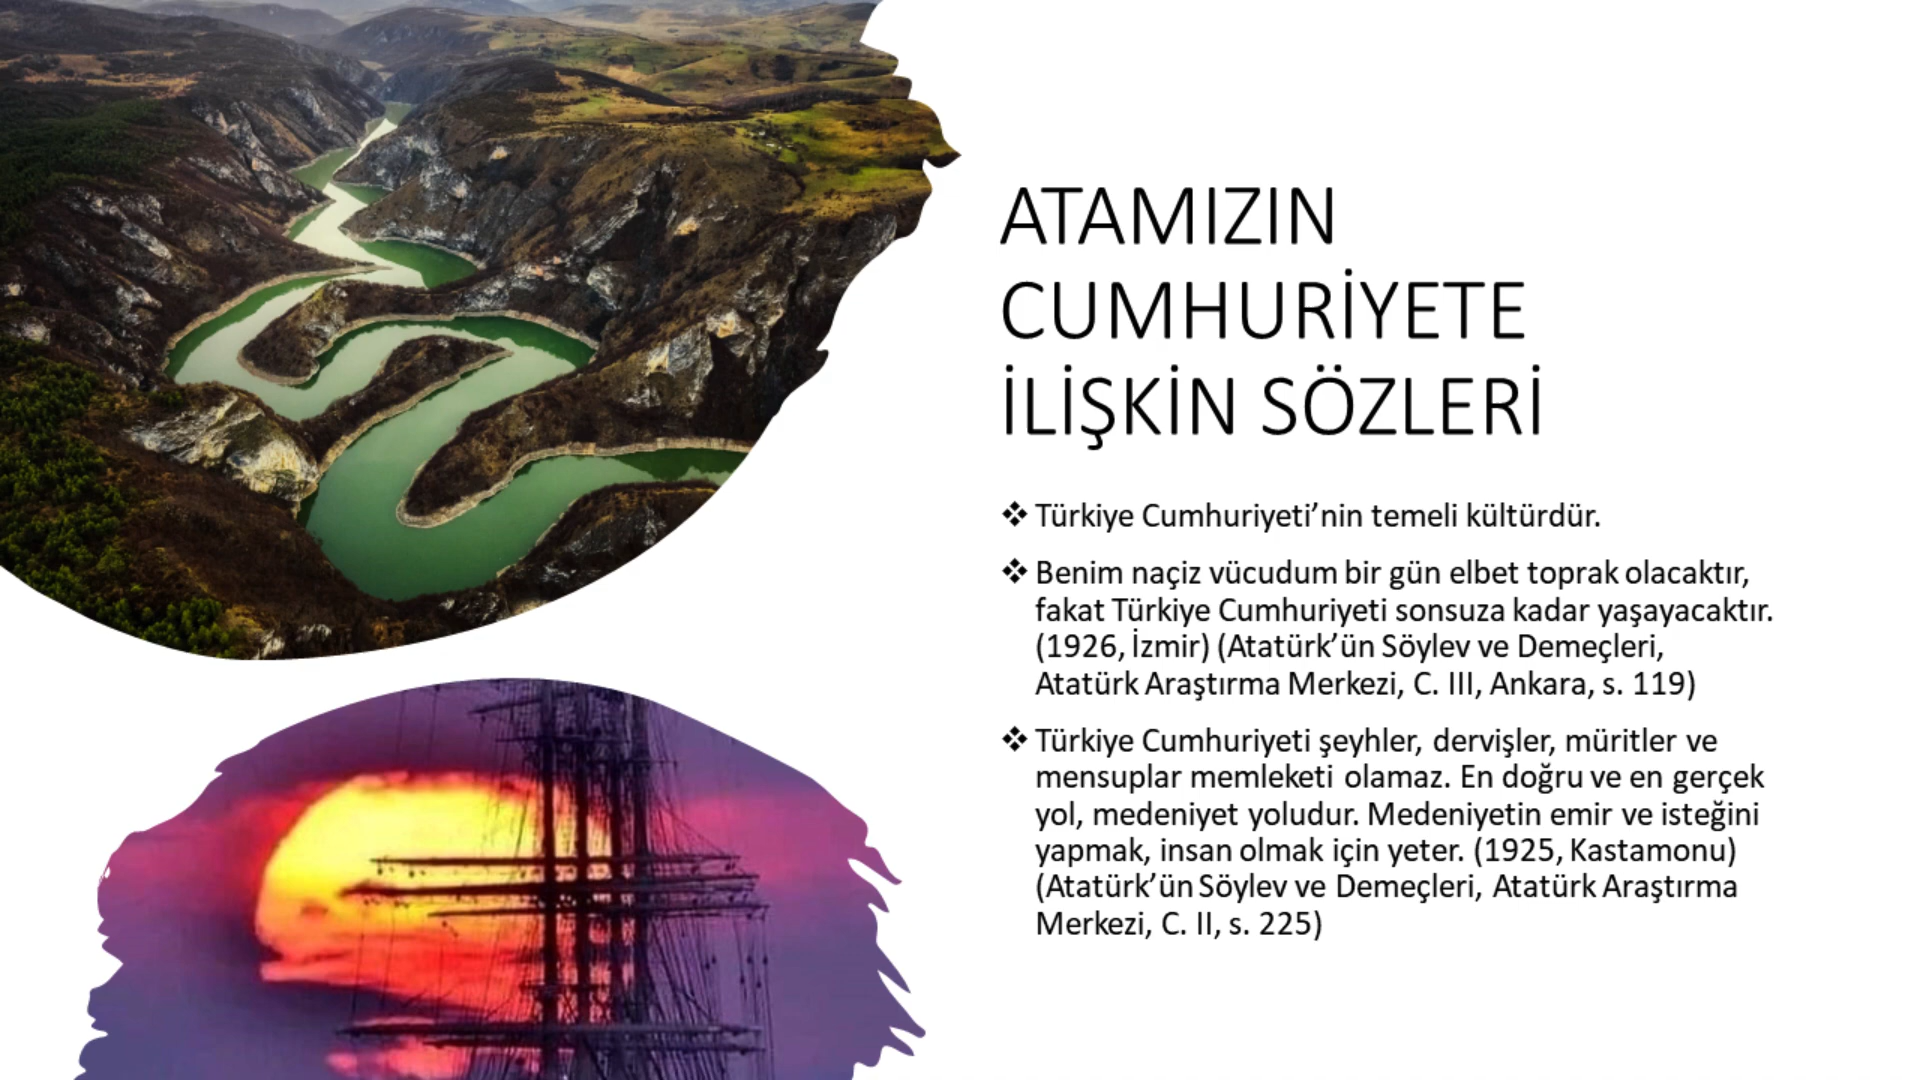 ATAMIZIN
CUMHURİYETE
İLİŞKİN SÖZLERİ
❖ Türkiye Cumhuriyeti’nin temeli kültürdür.
❖ Benim naçiz vücudum bir gün elbet toprak olacaktır,
fakat Türkiye Cumhuriyeti sonsuza kadar yaşayacaktır.
(1926, İzmir) (Atatürk’ün Söylev ve Demeçleri,
Atatürk Araştırma Merkezi, C. III, Ankara, s. 119)
❖ Türkiye Cumhuriyeti şeyhler, dervişler, müritler ve
mensuplar memleketi olamaz. En doğru ve en gerçek
yol, medeniyet yoludur. Medeniyetin emir ve isteğini
yapmak, insan olmak için yeter. (1925, Kastamonu)
(Atatürk’ün Söylev ve Demeçleri, Atatürk Araştırma
Merkezi, C. II, s. 225)